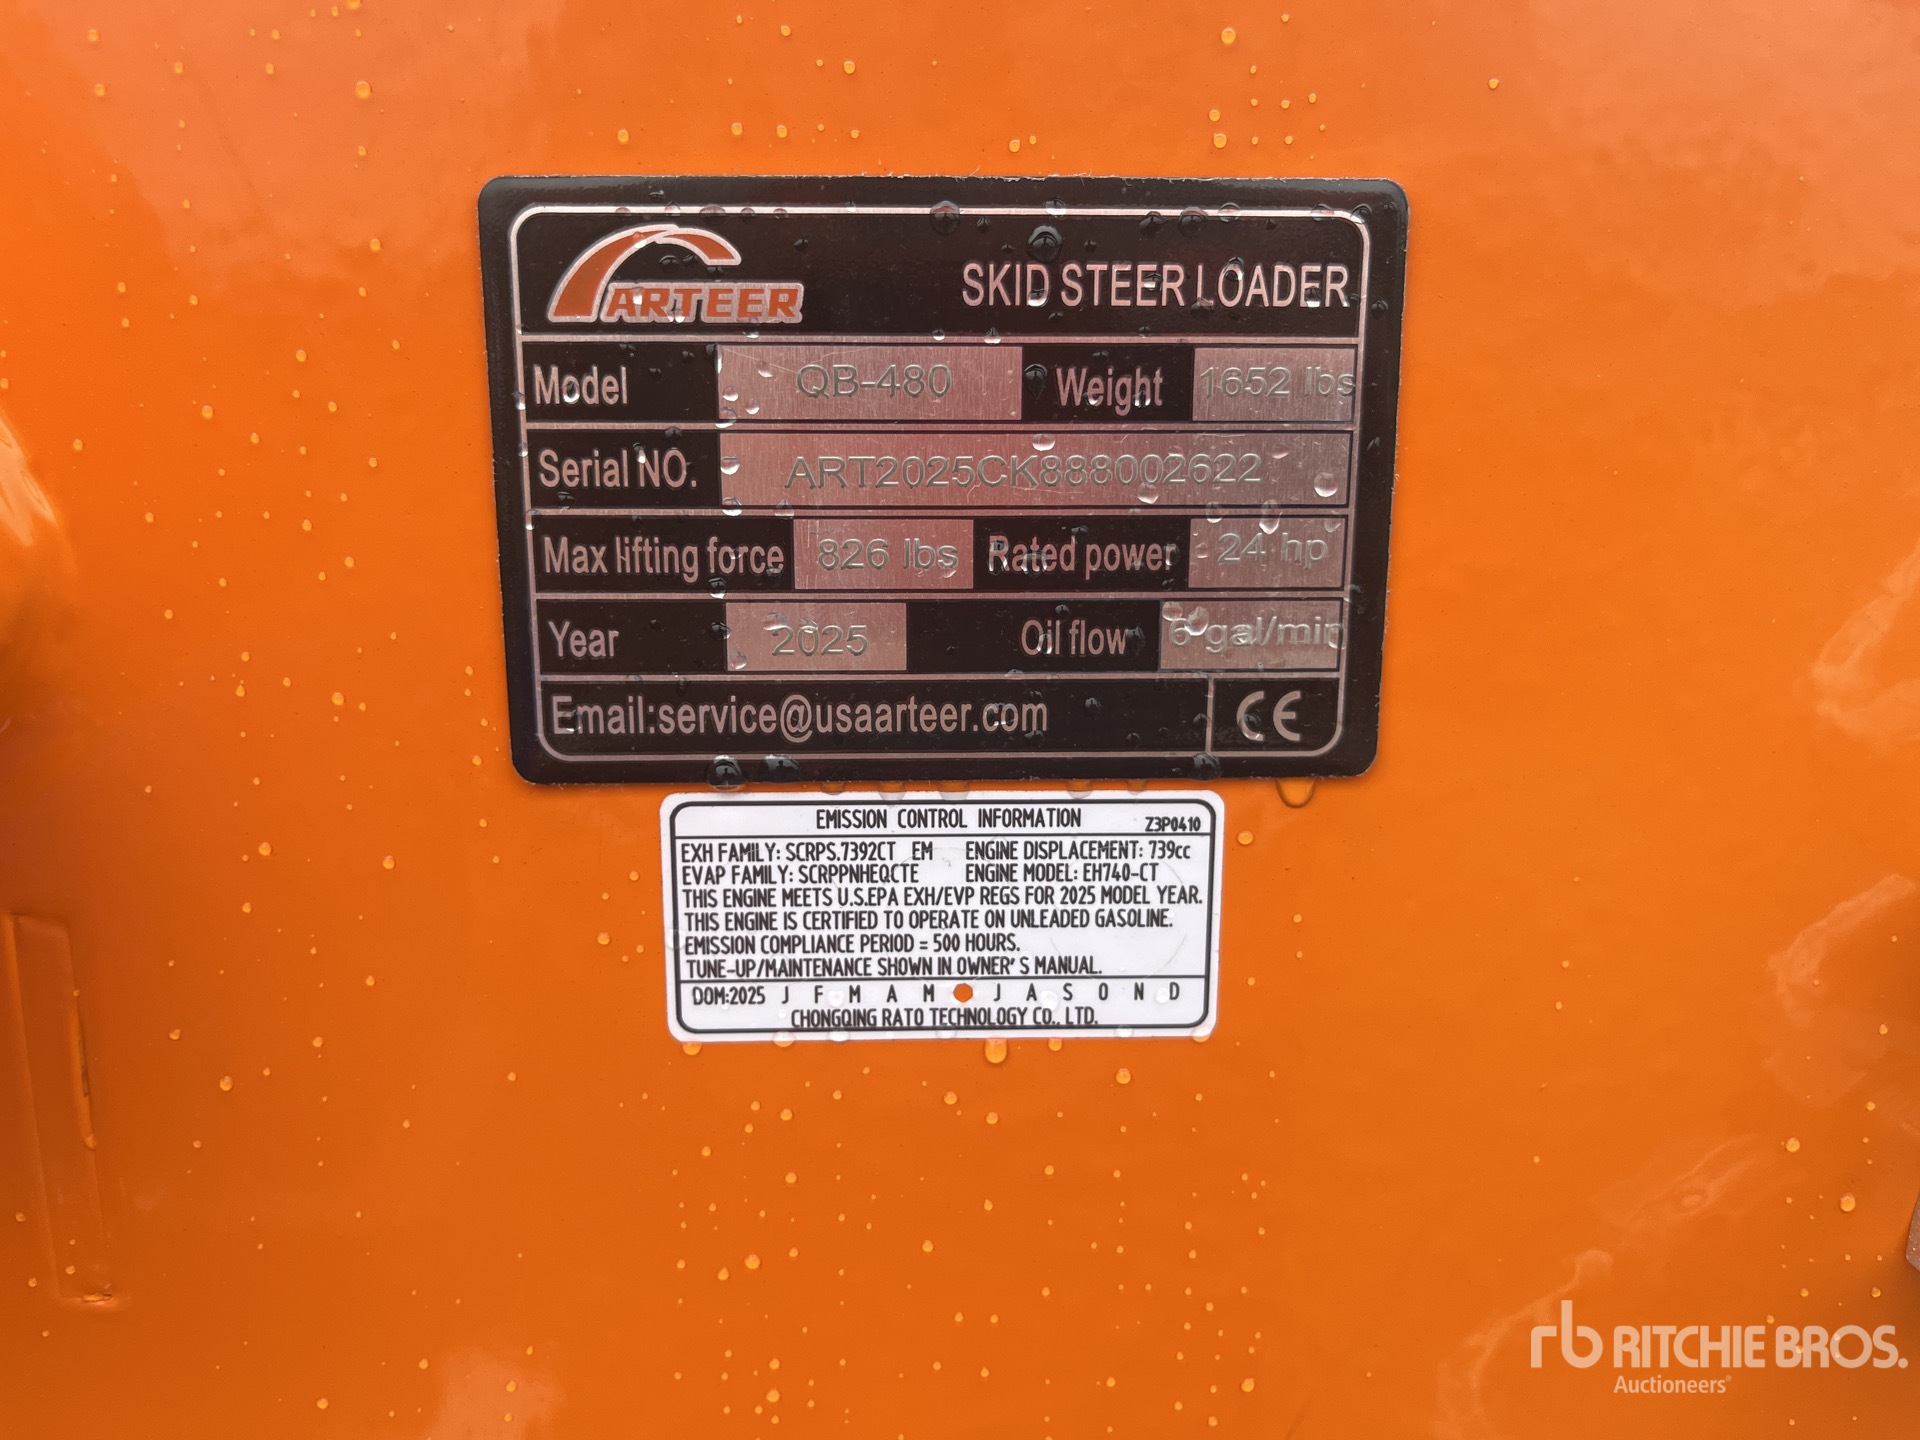 ARTEER
SKID STEER LOADER
Model QB-480 Weight 1652 lbs
Serial NO. ART2025CK888002622
Max lifting force 826 lbs Rated power 24 hp
Year 2025 Oil flow 6 gal/min
Email:service@usaarteer.com CE
EMISSION CONTROL INFORMATION Z3P0410
EXH FAMILY: SCRPS.7392CT EM ENGINE DISPLACEMENT: 739cc
EVAP FAMILY: SCRPPNHEQCTE ENGINE MODEL: EH740-CT
THIS ENGINE MEETS U.S.EPA EXH/EVP REGS FOR 2025 MODEL YEAR.
THIS ENGINE IS CERTIFIED TO OPERATE ON UNLEADED GASOLINE.
EMISSION COMPLIANCE PERIOD = 500 HOURS.
TUNE-UP/MAINTENANCE SHOWN IN OWNER'S MANUAL.
DOM:2025 J F M A M J A S O N D
CHONGQING RATO TECHNOLOGY CO., LTD.
rb RITCHIE BROS.
Auctioneers